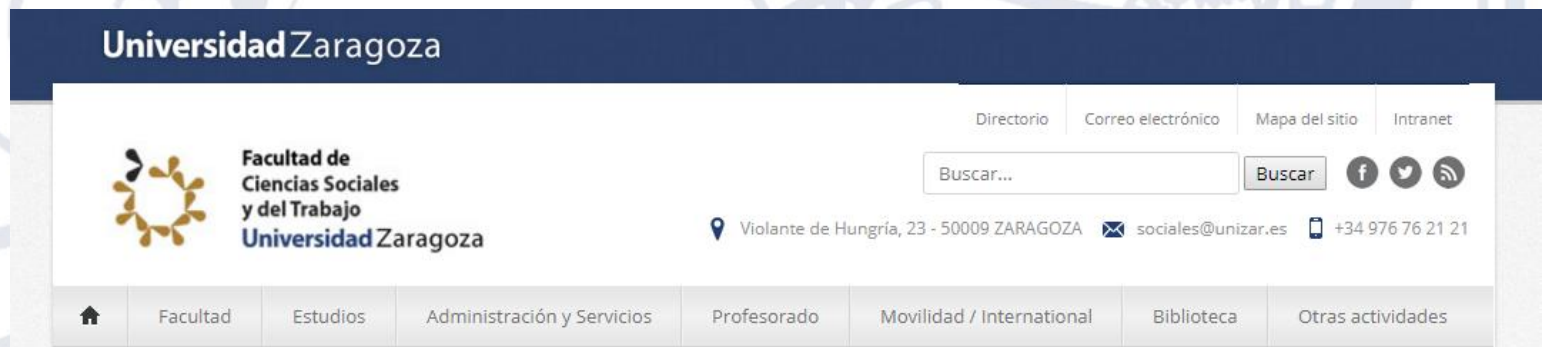 Universidad Zaragoza
Directorio Correo electrónico Mapa del sitio Intranet
Facultad de
Ciencias Sociales
y del Trabajo
Universidad Zaragoza
Buscar... Buscar
Violante de Hungría, 23 - 50009 ZARAGOZA sociales@unizar.es +34 976 76 21 21
Facultad Estudios Administración y Servicios Profesorado Movilidad / International Biblioteca Otras actividades